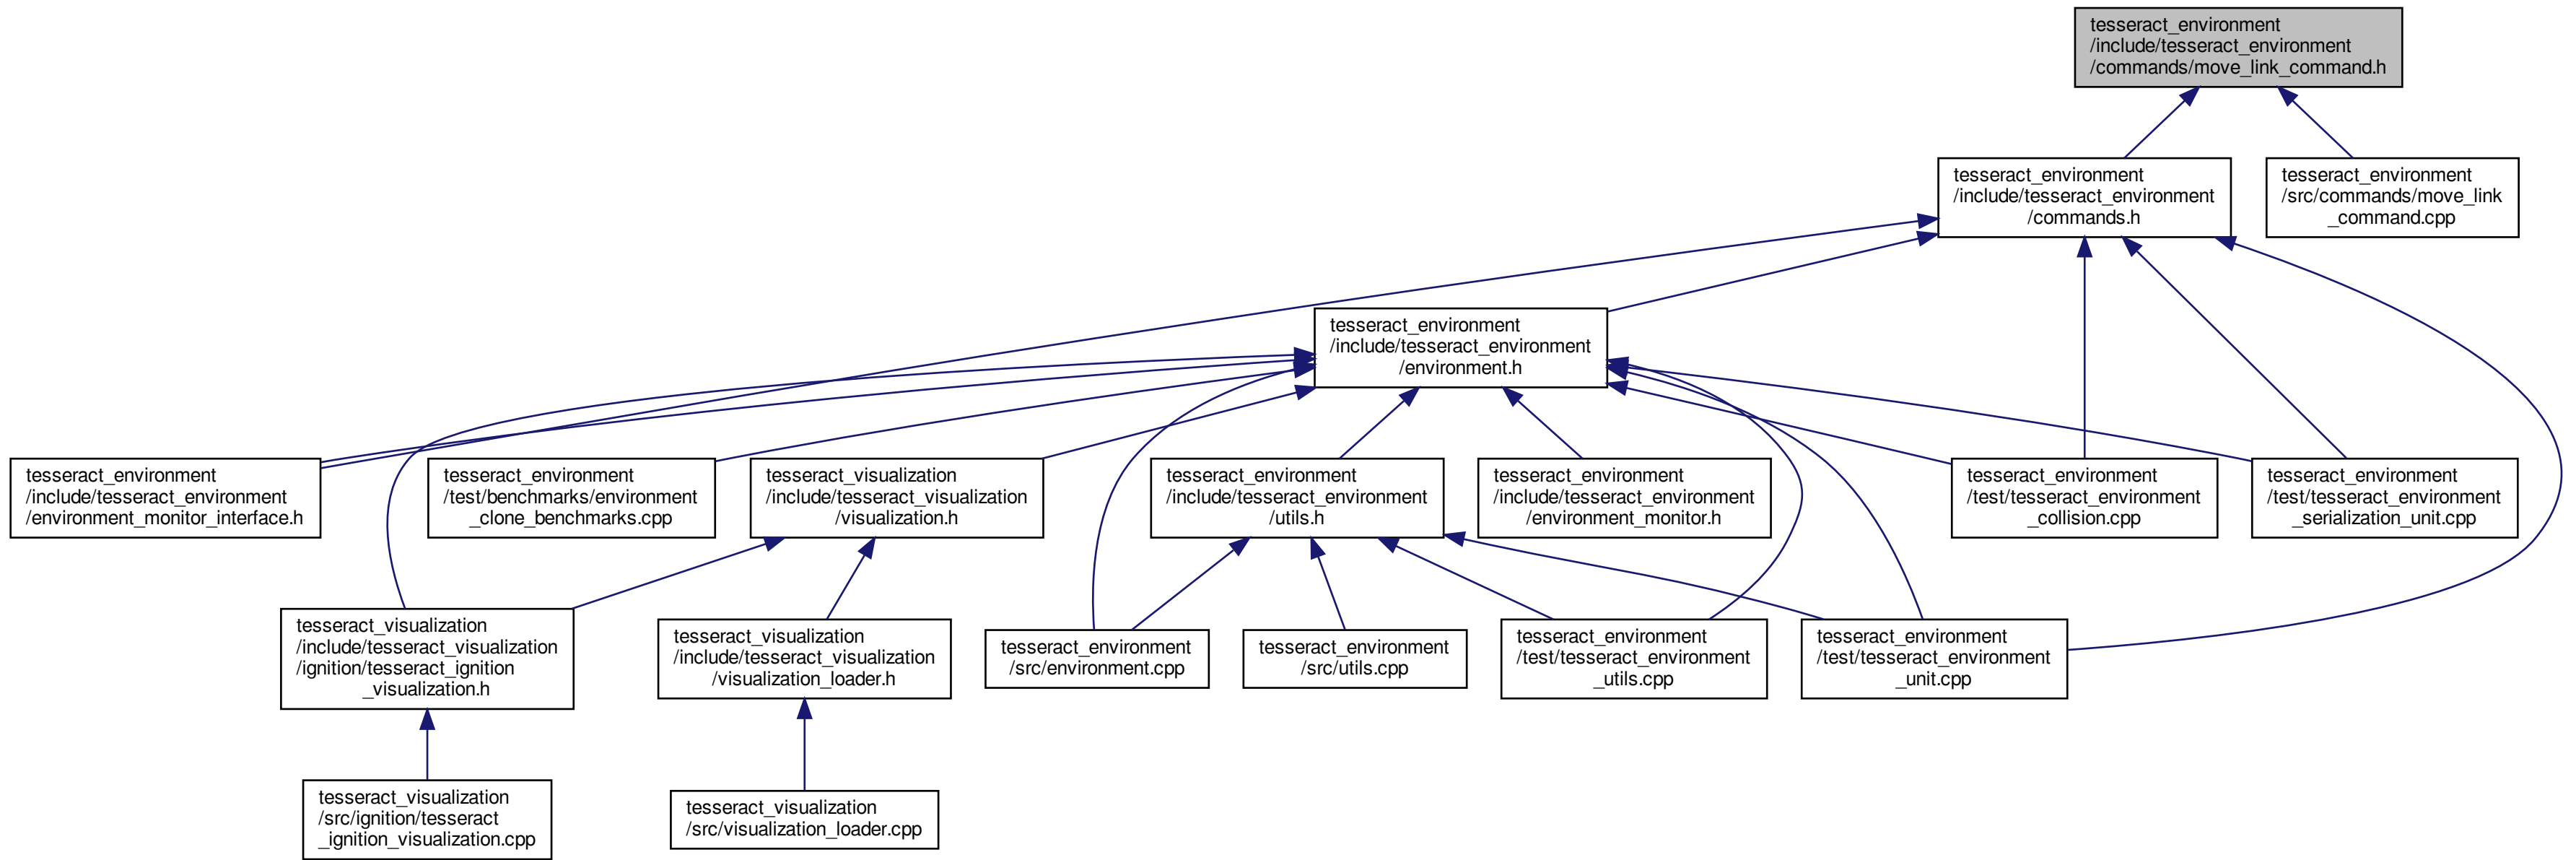 tesseract_environment
/include/tesseract_environment
/commands/move_link_command.h
tesseract_environment
/include/tesseract_environment
/commands.h
tesseract_environment
/src/commands/move_link
_command.cpp
tesseract_environment
/include/tesseract_environment
/environment.h
tesseract_environment
/include/tesseract_environment
/environment_monitor_interface.h
tesseract_environment
/test/benchmarks/environment
_clone_benchmarks.cpp
tesseract_visualization
/include/tesseract_visualization
/visualization.h
tesseract_environment
/include/tesseract_environment
/utils.h
tesseract_environment
/include/tesseract_environment
/environment_monitor.h
tesseract_environment
/test/tesseract_environment
_collision.cpp
tesseract_environment
/test/tesseract_environment
_serialization_unit.cpp
tesseract_visualization
/include/tesseract_visualization
/ignition/tesseract_ignition
_visualization.h
tesseract_visualization
/include/tesseract_visualization
/visualization_loader.h
tesseract_environment
/src/environment.cpp
tesseract_environment
/src/utils.cpp
tesseract_environment
/test/tesseract_environment
_utils.cpp
tesseract_environment
/test/tesseract_environment
_unit.cpp
tesseract_visualization
/src/ignition/tesseract
_ignition_visualization.cpp
tesseract_visualization
/src/visualization_loader.cpp